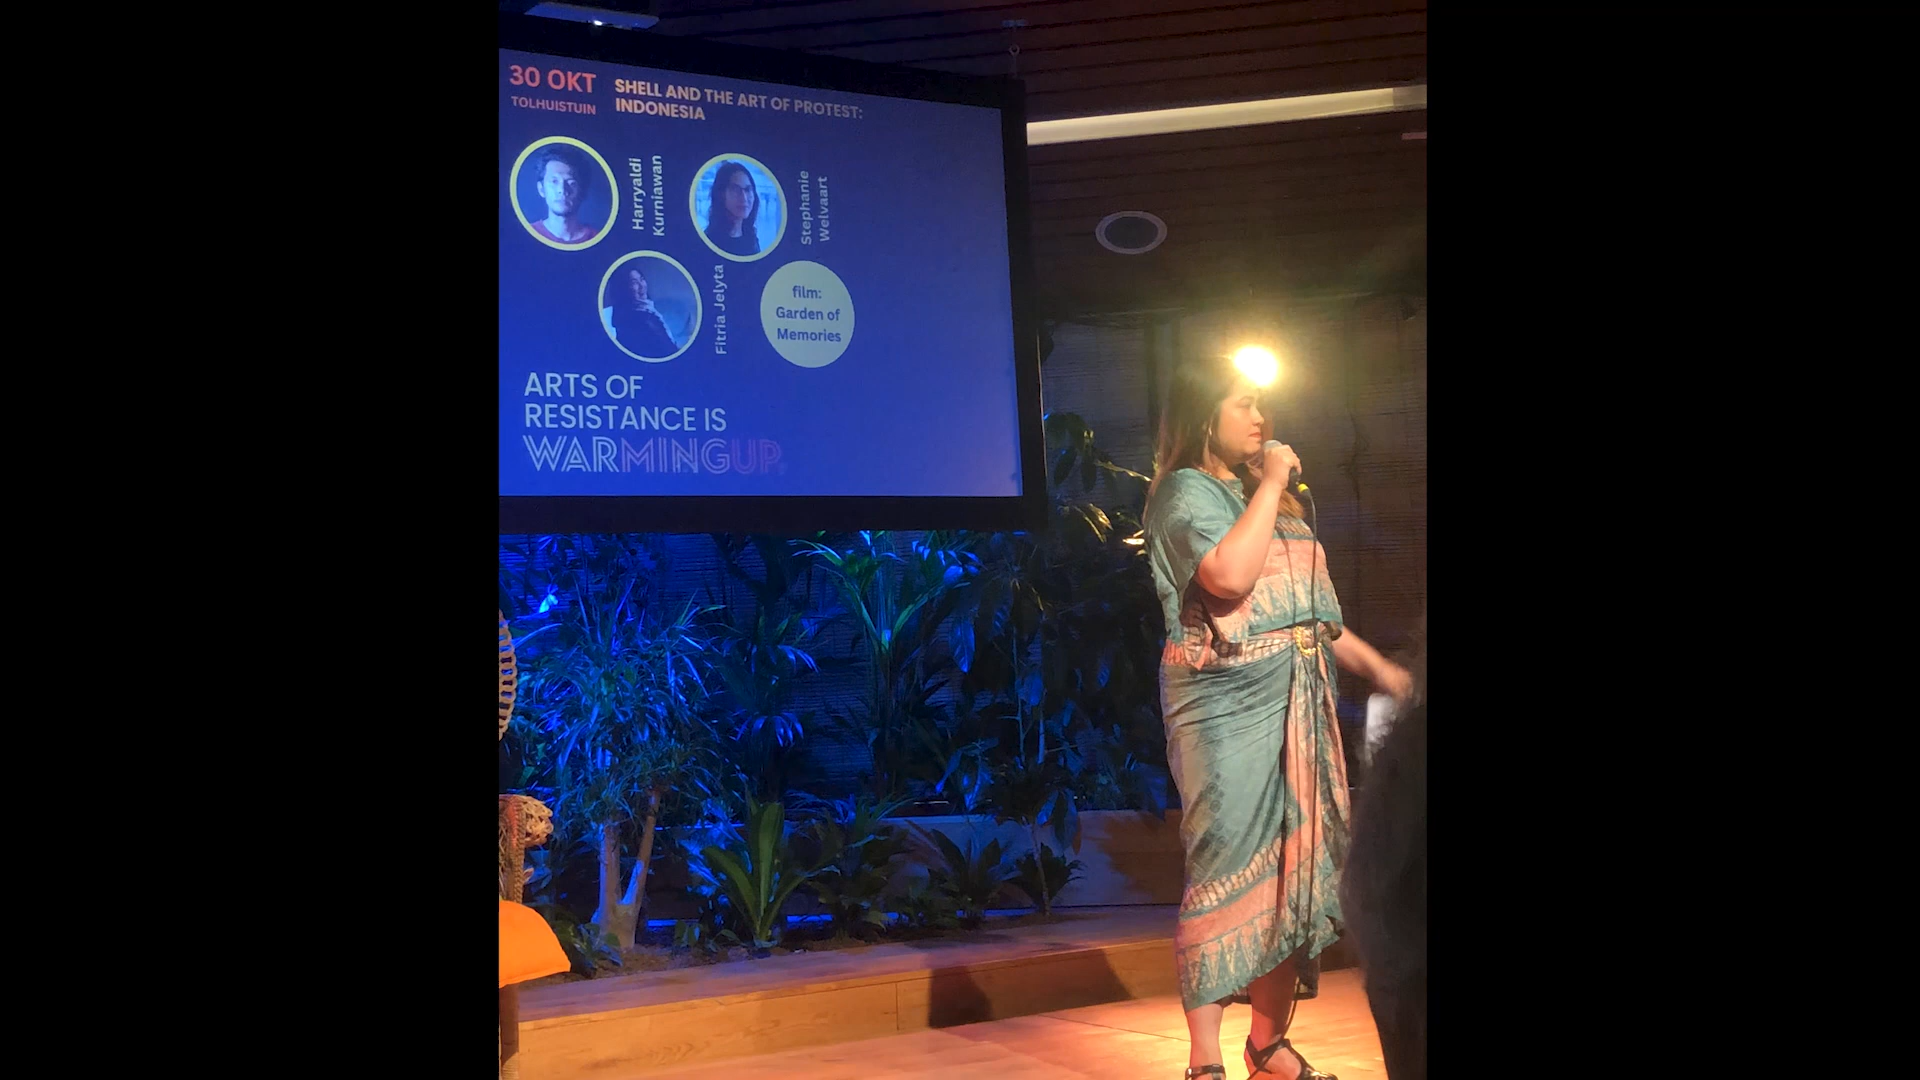 30 OKT
TOLHUISTUIN
SHELL AND THE ART OF PROTEST:
INDONESIA
Harryaldi
Kurniawan
Stephanie
Welvaart
Fitria Jelyta
film:
Garden of
Memories
ARTS OF
RESISTANCE IS
WARMINGUP